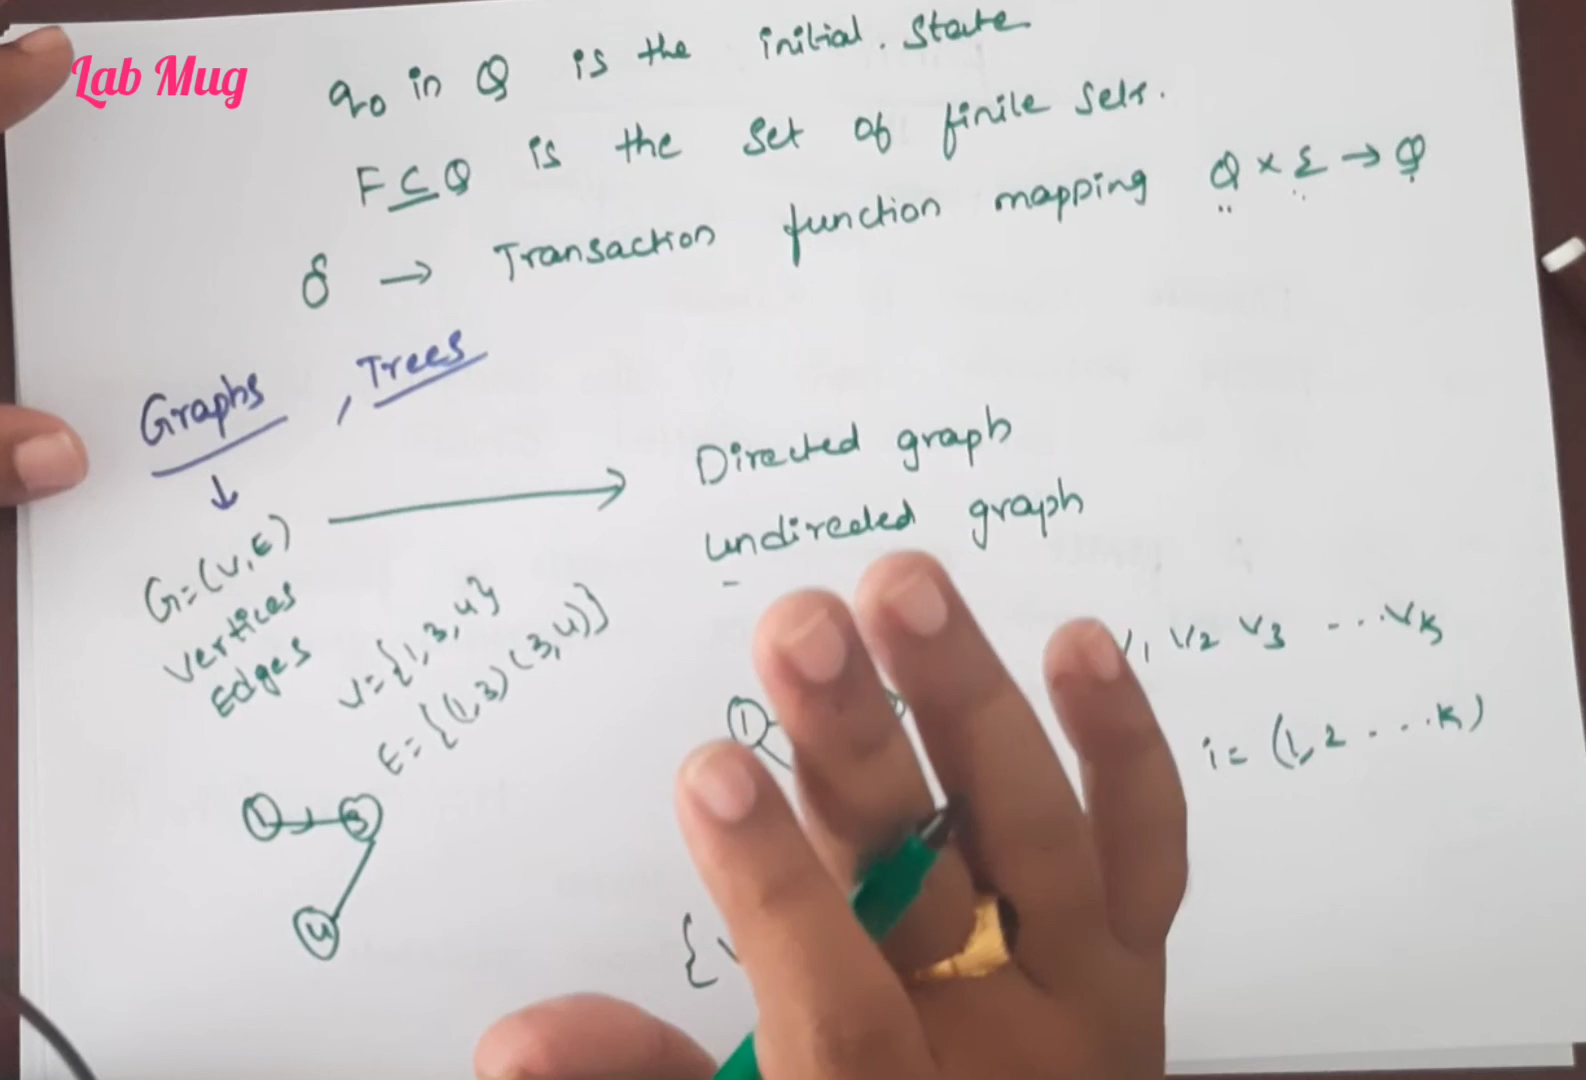 Lab Mug
q0 in Q is the initial. State
F ⊆ Q is the Set of finite Sets.
δ → Transaction function mapping Q × Σ → Q
Graphs, Trees
↓
G=(V,E) → Directed graph
undirected graph
vertices
Edges
V={1,3,4}
E={(1,3)(3,4)}
V1 V2 V3 ---VK
i= (1,2 - - .. K)
1 3
4
1
{